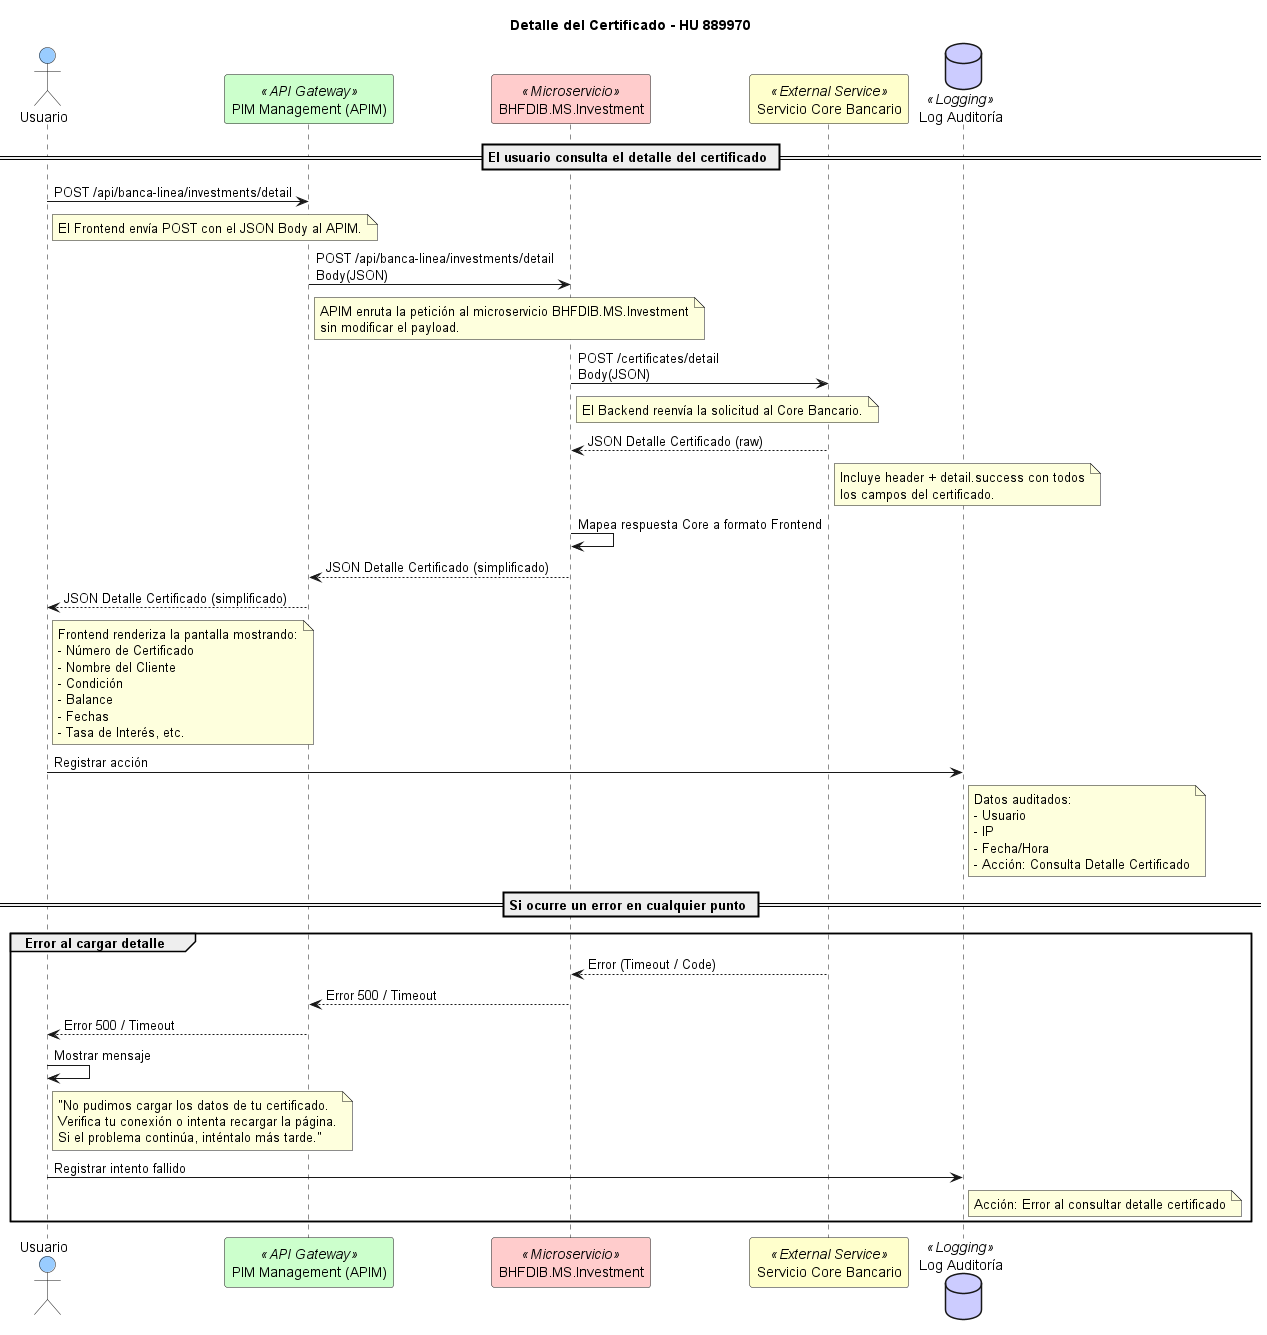 Detalle del Certificado - HU 889970
Usuario
«API Gateway»
PIM Management (APIM)
«Microservicio»
BHFDIB.MS.Investment
«External Service»
Servicio Core Bancario
«Logging»
Log Auditoría
El usuario consulta el detalle del certificado
POST /api/banca-linea/investments/detail
El Frontend envía POST con el JSON Body al APIM.
POST /api/banca-linea/investments/detail
Body(JSON)
APIM enruta la petición al microservicio BHFDIB.MS.Investment
sin modificar el payload.
POST /certificates/detail
Body(JSON)
El Backend reenvía la solicitud al Core Bancario.
JSON Detalle Certificado (raw)
Incluye header + detail.success con todos
los campos del certificado.
Mapea respuesta Core a formato Frontend
JSON Detalle Certificado (simplificado)
JSON Detalle Certificado (simplificado)
Frontend renderiza la pantalla mostrando:
- Número de Certificado
- Nombre del Cliente
- Condición
- Balance
- Fechas
- Tasa de Interés, etc.
Registrar acción
Datos auditados:
- Usuario
- IP
- Fecha/Hora
- Acción: Consulta Detalle Certificado
Si ocurre un error en cualquier punto
Error al cargar detalle
Error (Timeout / Code)
Error 500 / Timeout
Error 500 / Timeout
Mostrar mensaje
"No pudimos cargar los datos de tu certificado.
Verifica tu conexión o intenta recargar la página.
Si el problema continúa, inténtalo más tarde."
Registrar intento fallido
Acción: Error al consultar detalle certificado
Usuario
«API Gateway»
PIM Management (APIM)
«Microservicio»
BHFDIB.MS.Investment
«External Service»
Servicio Core Bancario
«Logging»
Log Auditoría